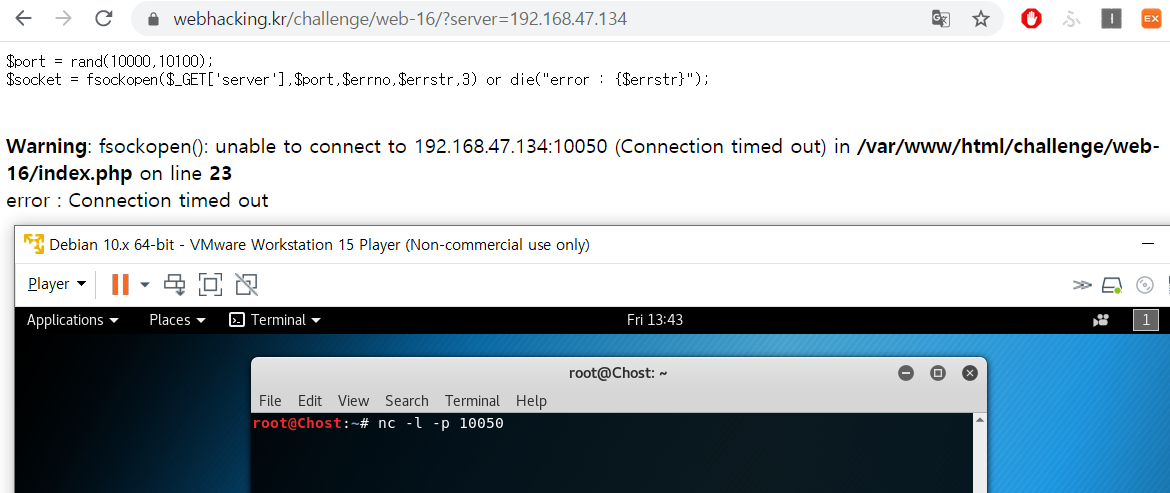 webhacking.kr/challenge/web-16/?server=192.168.47.134
ふ
I
EX
$port = rand(10000,10100);
$socket = fsockopen($_GET['server'],$port,$errno,$errstr,3) or die("error : {$errstr}");
Warning: fsockopen(): unable to connect to 192.168.47.134:10050 (Connection timed out) in /var/www/html/challenge/web-
16/index.php on line 23
error : Connection timed out
Debian 10.x 64-bit - VMware Workstation 15 Player (Non-commercial use only)
Player
Applications Places Terminal Fri 13:43 1
root@Chost: ~
File Edit View Search Terminal Help
root@Chost:~# nc -l -p 10050